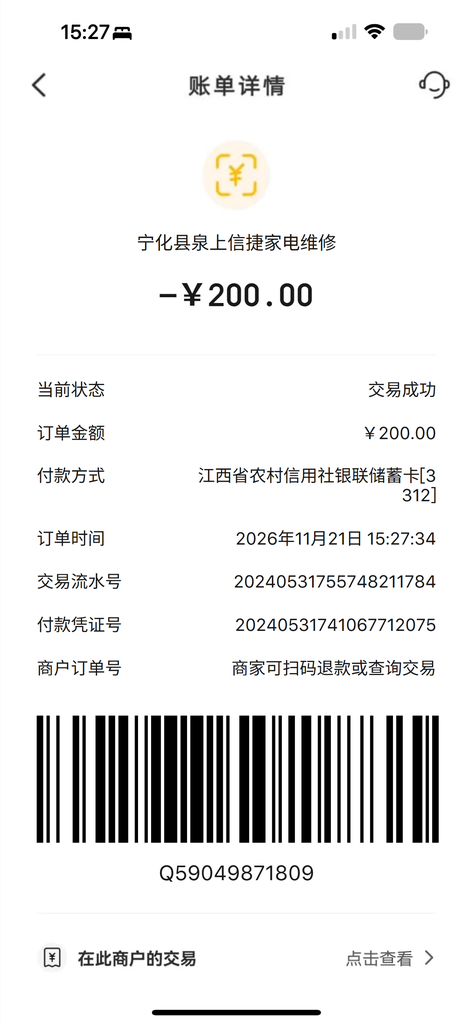 15:27
账单详情
¥
宁化县泉上信捷家电维修
-¥200.00
当前状态 交易成功
订单金额 ¥200.00
付款方式 江西省农村信用社银联储蓄卡[3
312]
订单时间 2026年11月21日 15:27:34
交易流水号 20240531755748211784
付款凭证号 20240531741067712075
商户订单号 商家可扫码退款或查询交易
Q59049871809
¥ 在此商户的交易 点击查看